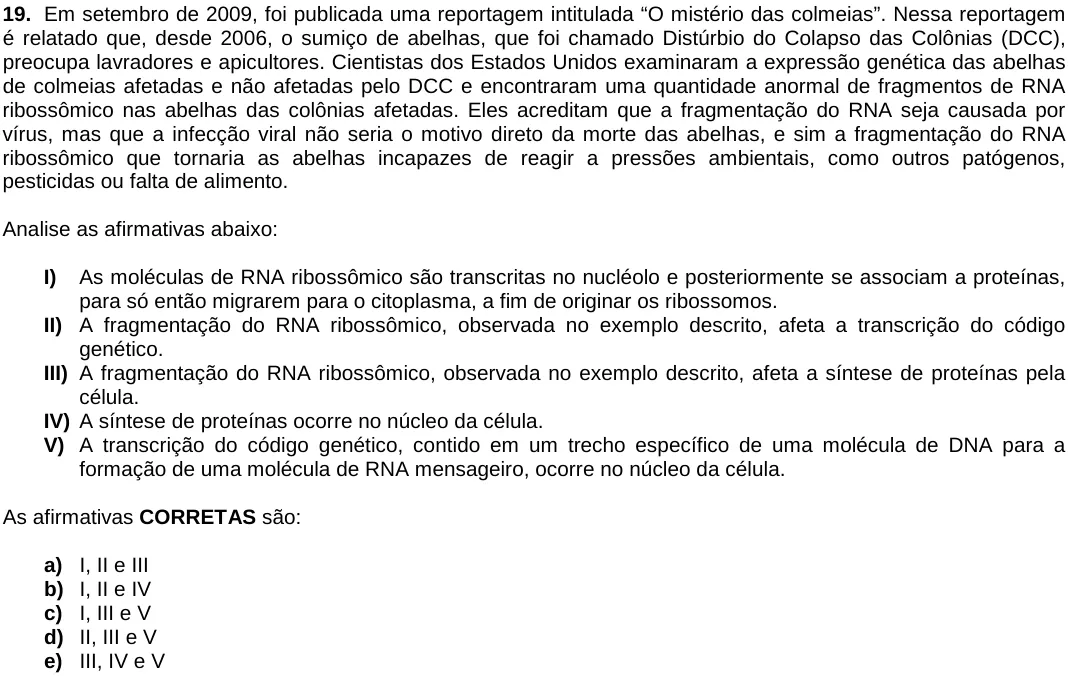 19. Em setembro de 2009, foi publicada uma reportagem intitulada “O mistério das colmeias”. Nessa reportagem
é relatado que, desde 2006, o sumiço de abelhas, que foi chamado Distúrbio do Colapso das Colônias (DCC),
preocupa lavradores e apicultores. Cientistas dos Estados Unidos examinaram a expressão genética das abelhas
de colmeias afetadas e não afetadas pelo DCC e encontraram uma quantidade anormal de fragmentos de RNA
ribossômico nas abelhas das colônias afetadas. Eles acreditam que a fragmentação do RNA seja causada por
vírus, mas que a infecção viral não seria o motivo direto da morte das abelhas, e sim a fragmentação do RNA
ribossômico que tornaria as abelhas incapazes de reagir a pressões ambientais, como outros patógenos,
pesticidas ou falta de alimento.
Analise as afirmativas abaixo:
I) As moléculas de RNA ribossômico são transcritas no nucléolo e posteriormente se associam a proteínas,
para só então migrarem para o citoplasma, a fim de originar os ribossomos.
II) A fragmentação do RNA ribossômico, observada no exemplo descrito, afeta a transcrição do código
genético.
III) A fragmentação do RNA ribossômico, observada no exemplo descrito, afeta a síntese de proteínas pela
célula.
IV) A síntese de proteínas ocorre no núcleo da célula.
V) A transcrição do código genético, contido em um trecho específico de uma molécula de DNA para a
formação de uma molécula de RNA mensageiro, ocorre no núcleo da célula.
As afirmativas CORRETAS são:
a) I, II e III
b) I, II e IV
c) I, III e V
d) II, III e V
e) III, IV e V